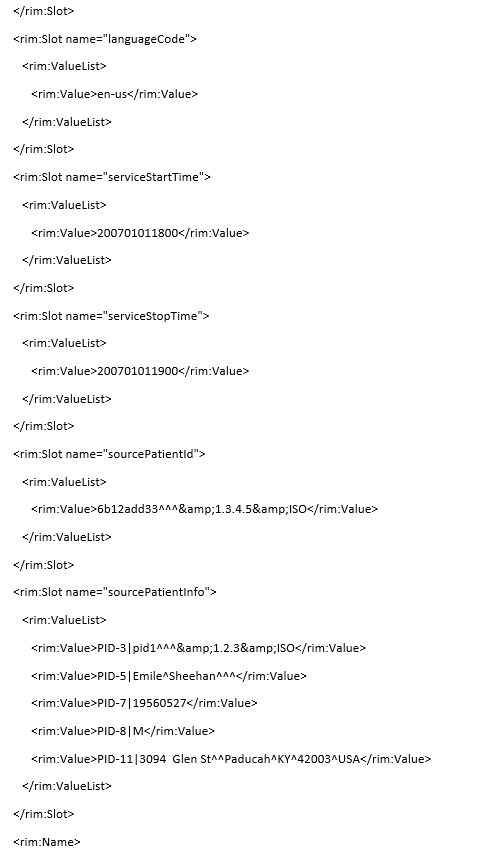 </rim:Slot>
<rim:Slot name="languageCode">
<rim:ValueList>
<rim:Value>en-us</rim:Value>
</rim:ValueList>
</rim:Slot>
<rim:Slot name="serviceStartTime">
<rim:ValueList>
<rim:Value>200701011800</rim:Value>
</rim:ValueList>
</rim:Slot>
<rim:Slot name="serviceStopTime">
<rim:ValueList>
<rim:Value>200701011900</rim:Value>
</rim:ValueList>
</rim:Slot>
<rim:Slot name="sourcePatientId">
<rim:ValueList>
<rim:Value>6b12add33^^^&amp;1.3.4.5&amp;ISO</rim:Value>
</rim:ValueList>
</rim:Slot>
<rim:Slot name="sourcePatientInfo">
<rim:ValueList>
<rim:Value>PID-3|pid1^^^&amp;1.2.3&amp;ISO</rim:Value>
<rim:Value>PID-5|Emile^Sheehan^^^</rim:Value>
<rim:Value>PID-7|19560527</rim:Value>
<rim:Value>PID-8|M</rim:Value>
<rim:Value>PID-11|3094  Glen St^^Paducah^KY^42003^USA</rim:Value>
</rim:ValueList>
</rim:Slot>
<rim:Name>